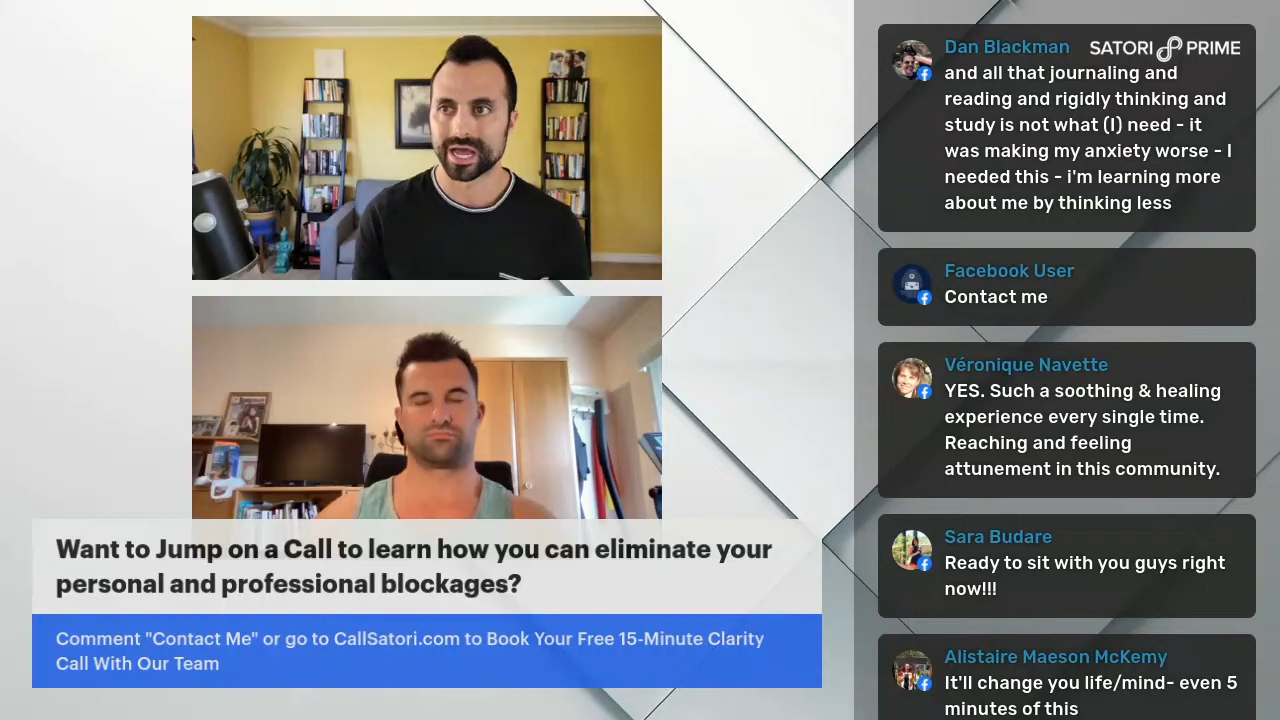 Dan Blackman
SATORI PRIME
and all that journaling and
reading and rigidly thinking and
study is not what (I) need - it
was making my anxiety worse - I
needed this - i'm learning more
about me by thinking less
Facebook User
Contact me
Véronique Navette
YES. Such a soothing & healing
experience every single time.
Reaching and feeling
attunement in this community.
Sara Budare
Ready to sit with you guys right
now!!!
Alistaire Maeson McKemy
It'll change you life/mind- even 5
minutes of this
Want to Jump on a Call to learn how you can eliminate your
personal and professional blockages?
Comment "Contact Me" or go to CallSatori.com to Book Your Free 15-Minute Clarity
Call With Our Team